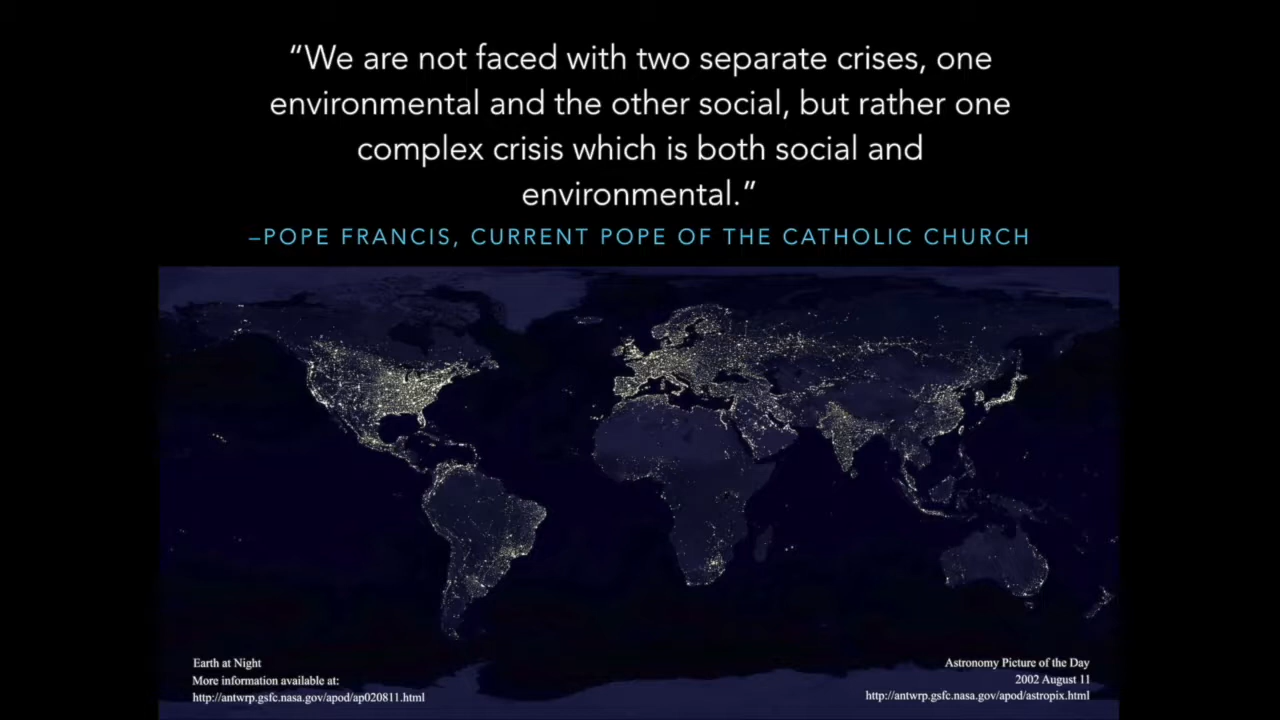 “We are not faced with two separate crises, one
environmental and the other social, but rather one
complex crisis which is both social and
environmental.”
–POPE FRANCIS, CURRENT POPE OF THE CATHOLIC CHURCH
Earth at Night
More information available at:
http://antwrp.gsfc.nasa.gov/apod/ap020811.html
Astronomy Picture of the Day
2002 August 11
http://antwrp.gsfc.nasa.gov/apod/astropix.html